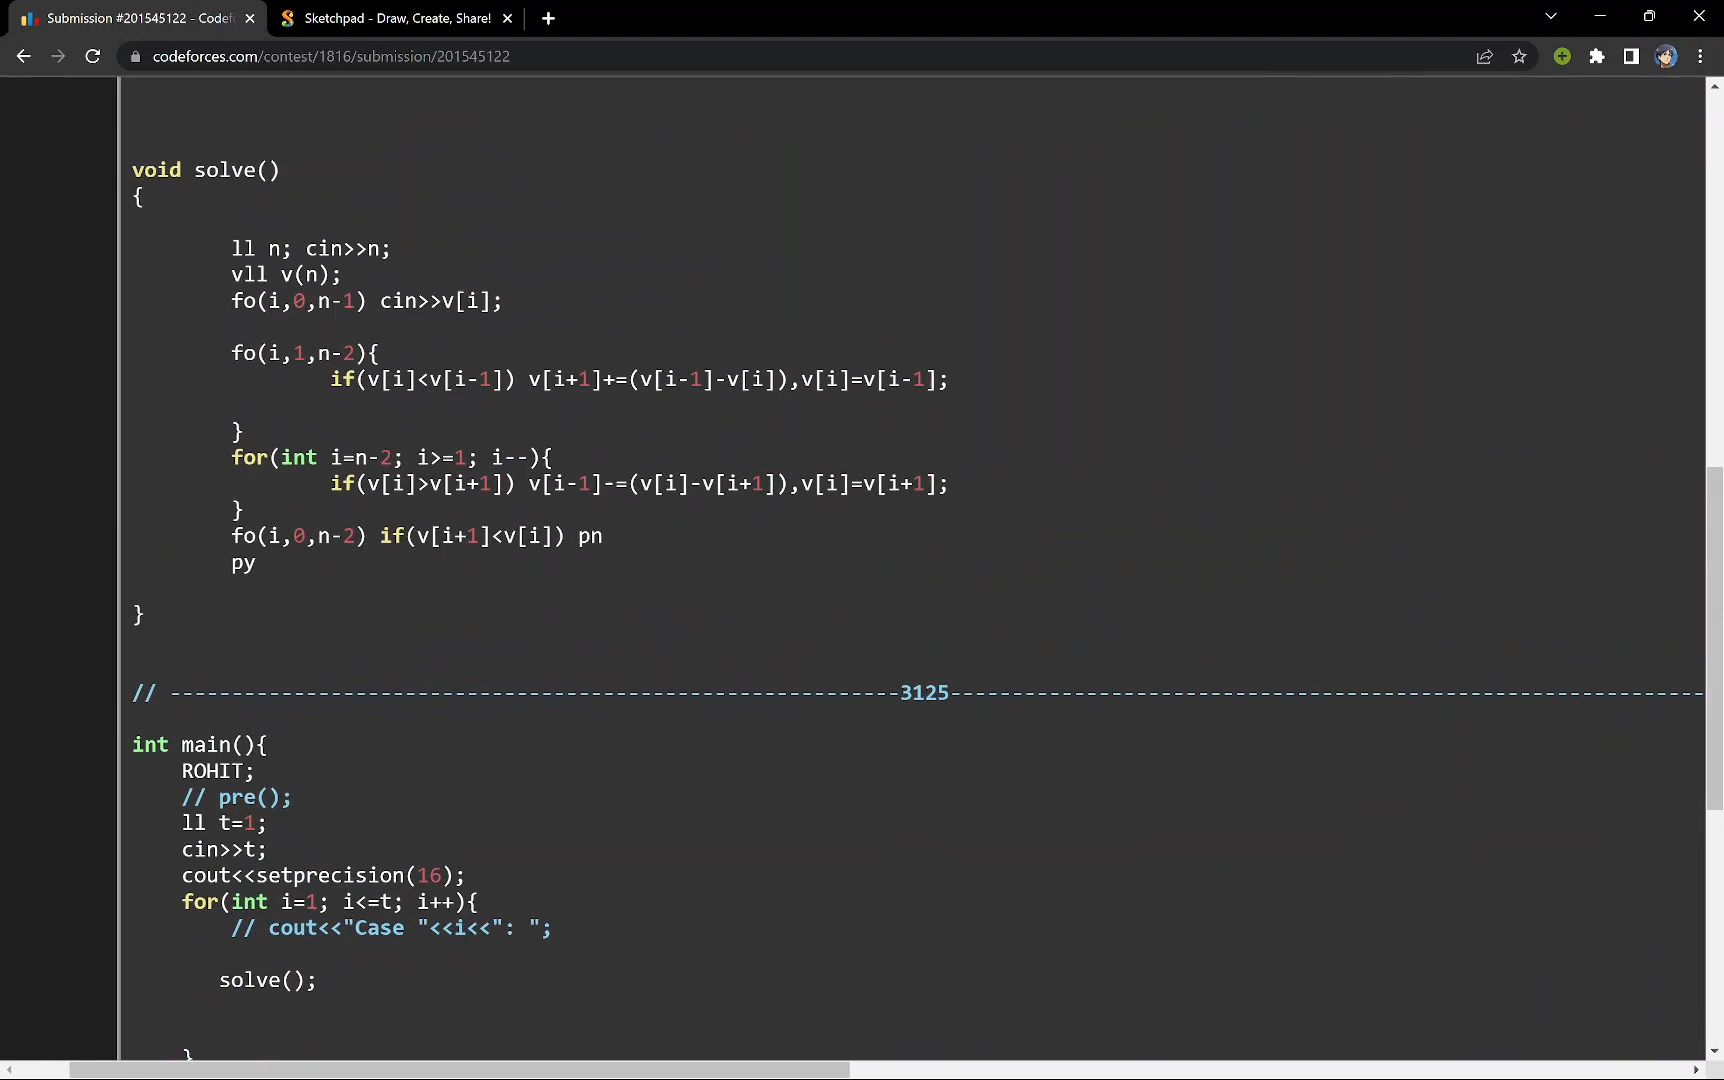 Submission #201545122 - Codef
Sketchpad - Draw, Create, Share!
codeforces.com/contest/1816/submission/201545122
void solve()
{
ll n; cin>>n;
vll v(n);
fo(i,0,n-1) cin>>v[i];
fo(i,1,n-2){
if(v[i]<v[i-1]) v[i+1]+=(v[i-1]-v[i]),v[i]=v[i-1];
}
for(int i=n-2; i>=1; i--){
if(v[i]>v[i+1]) v[i-1]-=(v[i]-v[i+1]),v[i]=v[i+1];
}
fo(i,0,n-2) if(v[i+1]<v[i]) pn
py
}
// -----------------------------------------------------------3125-------------------------------------------------------------
int main(){
ROHIT;
// pre();
ll t=1;
cin>>t;
cout<<setprecision(16);
for(int i=1; i<=t; i++){
// cout<<"Case "<<i<<": ";
solve();
}